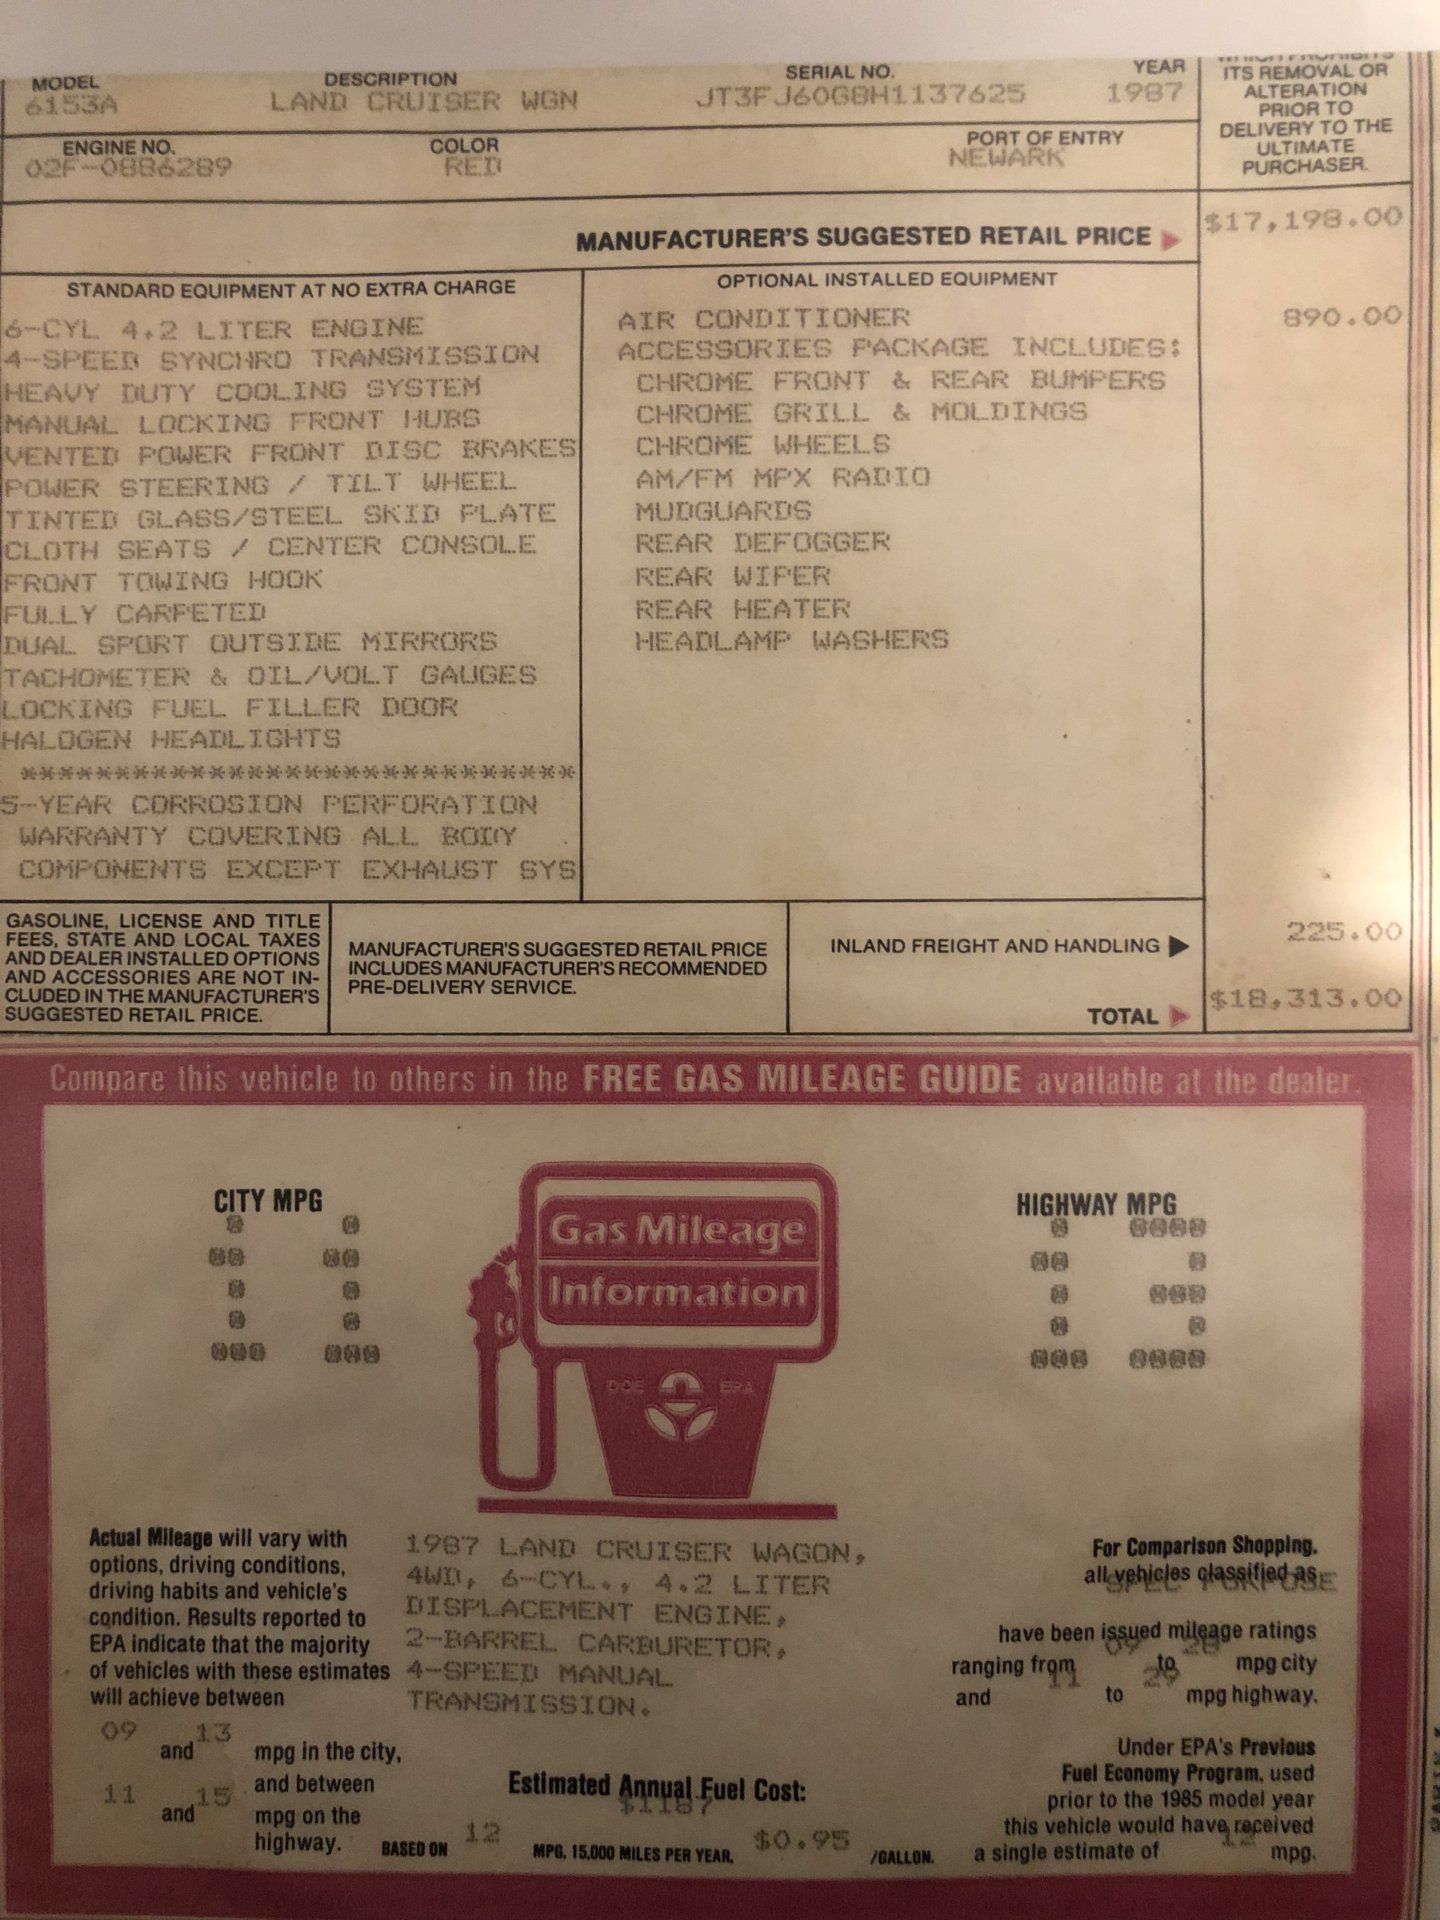 MODEL DESCRIPTION SERIAL NO. YEAR
6153A LAND CRUISER WGN JT3FJ60G8H1137625 1987
ITS REMOVAL OR
ALTERATION
PRIOR TO
DELIVERY TO THE
ULTIMATE
PURCHASER.
ENGINE NO. COLOR PORT OF ENTRY
02F-0886289 RED NEWARK
MANUFACTURER'S SUGGESTED RETAIL PRICE $17,198.00
STANDARD EQUIPMENT AT NO EXTRA CHARGE
6-CYL 4.2 LITER ENGINE
4-SPEED SYNCHRO TRANSMISSION
HEAVY DUTY COOLING SYSTEM
MANUAL LOCKING FRONT HUBS
VENTED POWER FRONT DISC BRAKES
POWER STEERING / TILT WHEEL
TINTED GLASS/STEEL SKID PLATE
CLOTH SEATS / CENTER CONSOLE
FRONT TOWING HOOK
FULLY CARPETED
DUAL SPORT OUTSIDE MIRRORS
TACHOMETER & OIL/VOLT GAUGES
LOCKING FUEL FILLER DOOR
HALOGEN HEADLIGHTS
******************************
5-YEAR CORROSION PERFORATION
WARRANTY COVERING ALL BODY
COMPONENTS EXCEPT EXHAUST SYS
OPTIONAL INSTALLED EQUIPMENT
AIR CONDITIONER 890.00
ACCESSORIES PACKAGE INCLUDES:
CHROME FRONT & REAR BUMPERS
CHROME GRILL & MOLDINGS
CHROME WHEELS
AM/FM MPX RADIO
MUDGUARDS
REAR DEFOGGER
REAR WIPER
REAR HEATER
HEADLAMP WASHERS
GASOLINE, LICENSE AND TITLE
FEES, STATE AND LOCAL TAXES
AND DEALER INSTALLED OPTIONS
AND ACCESSORIES ARE NOT IN-
CLUDED IN THE MANUFACTURER'S
SUGGESTED RETAIL PRICE.
MANUFACTURER'S SUGGESTED RETAIL PRICE
INCLUDES MANUFACTURER'S RECOMMENDED
PRE-DELIVERY SERVICE.
INLAND FREIGHT AND HANDLING 225.00
TOTAL $18,313.00
Compare this vehicle to others in the FREE GAS MILEAGE GUIDE available at the dealer.
CITY MPG
11
Gas Mileage
Information
DOE EPA
HIGHWAY MPG
13
Actual Mileage will vary with
options, driving conditions,
driving habits and vehicle's
condition. Results reported to
EPA indicate that the majority
of vehicles with these estimates
will achieve between
09 and 13 mpg in the city,
and between
11 and 15 mpg on the
highway.
1987 LAND CRUISER WAGON,
4WD, 6-CYL., 4.2 LITER
DISPLACEMENT ENGINE,
2-BARREL CARBURETOR,
4-SPEED MANUAL
TRANSMISSION.
Estimated Annual Fuel Cost:
$1187
BASED ON 12 MPG. 15,000 MILES PER YEAR, $0.95 /GALLON.
For Comparison Shopping,
all vehicles classified as
SPEC PURPOSE
have been issued mileage ratings
ranging from 09 to 28 mpg city
and 11 to 29 mpg highway.
Under EPA's Previous
Fuel Economy Program, used
prior to the 1985 model year
this vehicle would have received
a single estimate of 12 mpg.